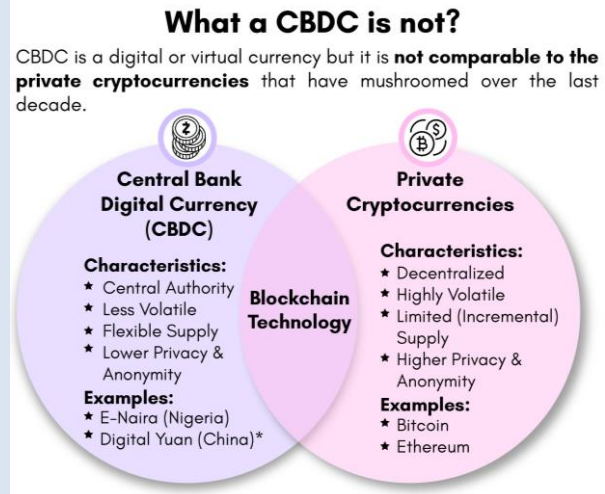 What a CBDC is not?
CBDC is a digital or virtual currency but it is not comparable to the
private cryptocurrencies that have mushroomed over the last
decade.
Central Bank
Digital Currency
(CBDC)
Characteristics:
★ Central Authority
★ Less Volatile
★ Flexible Supply
★ Lower Privacy &
Anonymity
Examples:
★ E-Naira (Nigeria)
★ Digital Yuan (China)*
Blockchain
Technology
Private
Cryptocurrencies
Characteristics:
★ Decentralized
★ Highly Volatile
★ Limited (Incremental)
Supply
★ Higher Privacy &
Anonymity
Examples:
★ Bitcoin
★ Ethereum